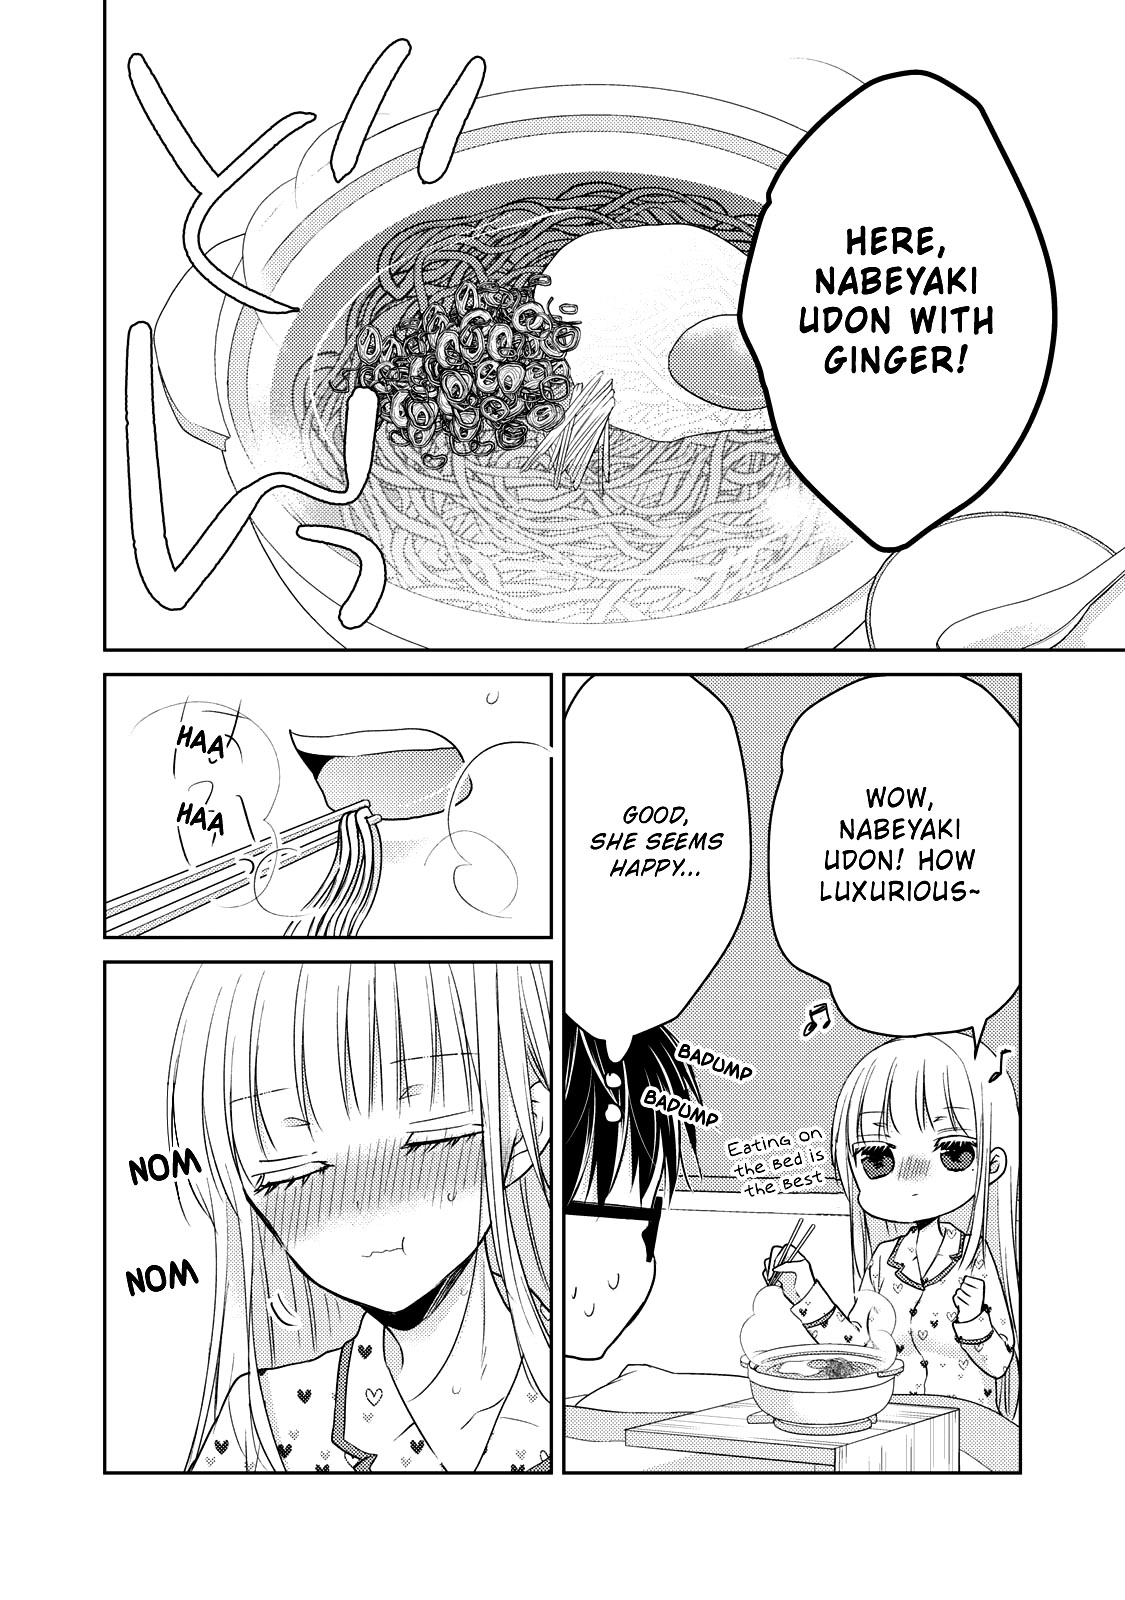 HERE,
NABEYAKI
UDON WITH
GINGER!
WOW,
NABEYAKI
UDON! HOW
LUXURIOUS~
GOOD,
SHE SEEMS
HAPPY...
BADUMP
BADUMP
Eating on
the Bed is
the Best
HAA
HAA
NOM
NOM